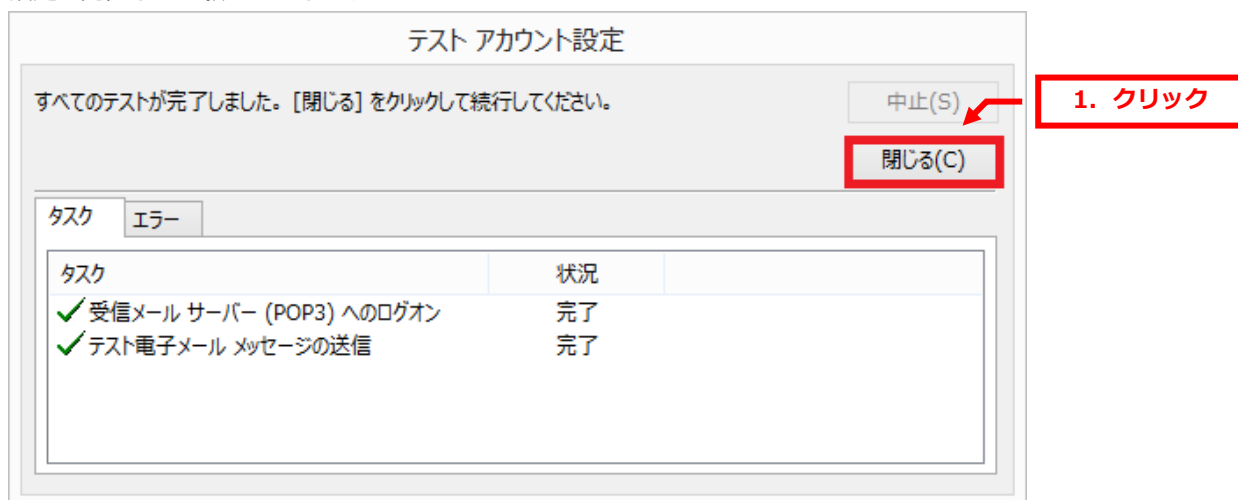 テスト アカウント設定
すべてのテストが完了しました。[閉じる] をクリックして続行してください。
中止(S)
1. クリック
閉じる(C)
タスク エラー
タスク 状況
受信メール サーバー (POP3) へのログオン 完了
テスト電子メール メッセージの送信 完了